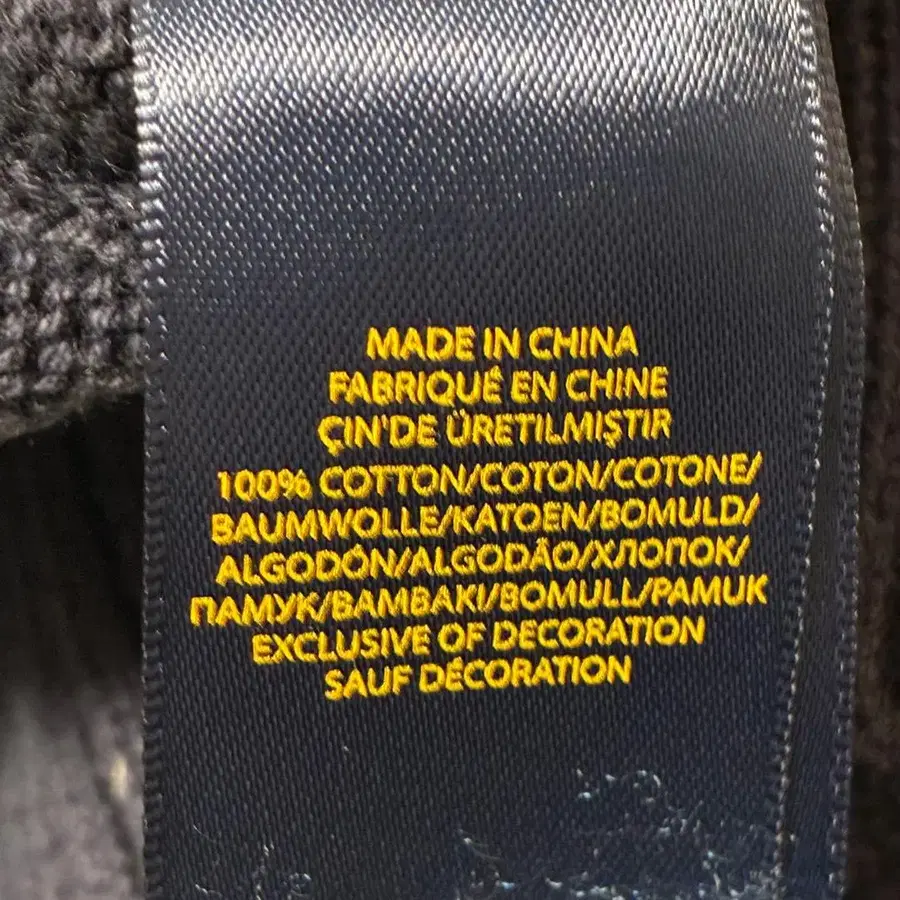 MADE IN CHINA
FABRIQUÉ EN CHINE
ÇIN'DE ÜRETILMIŞTIR
100% COTTON/COTON/COTONE/
BAUMWOLLE/KATOEN/BOMULD/
ALGODÓN/ALGODÃO/ХЛОПОК/
ПАМУК/ΒΑΜΒΑΚΙ/BOMULL/PAMUK
EXCLUSIVE OF DECORATION
SAUF DÉCORATION